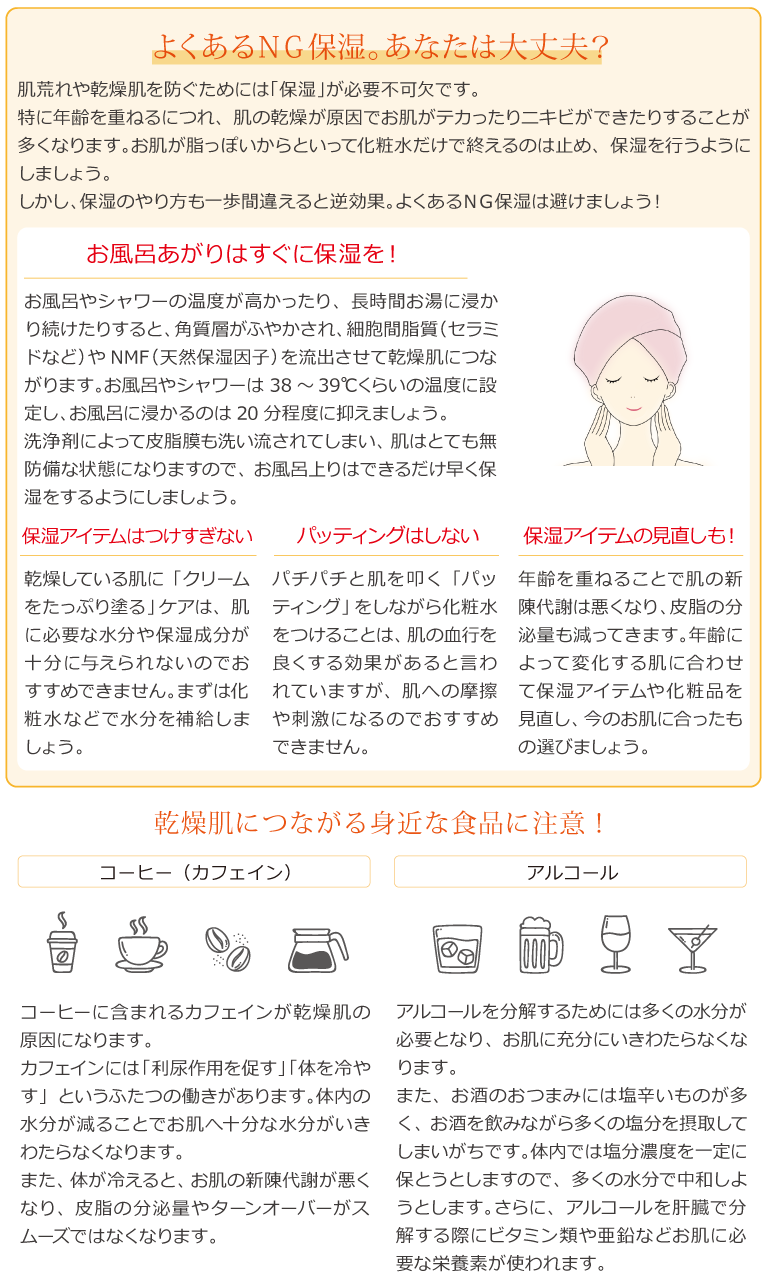 よくあるNG保湿。あなたは大丈夫？
肌荒れや乾燥肌を防ぐためには「保湿」が必要不可欠です。
特に年齢を重ねるにつれ、肌の乾燥が原因でお肌がテカったりニキビができたりすることが
多くなります。お肌が脂っぽいからといって化粧水だけで終えるのは止め、保湿を行うように
しましょう。
しかし、保湿のやり方も一歩間違えると逆効果。よくあるNG保湿は避けましょう！
お風呂あがりはすぐに保湿を！
お風呂やシャワーの温度が高かったり、長時間お湯に浸か
り続けたりすると、角質層がふやかされ、細胞間脂質（セラミ
ドなど）や NMF（天然保湿因子）を流出させて乾燥肌につな
がります。お風呂やシャワーは 38 ～ 39℃くらいの温度に設
定し、お風呂に浸かるのは 20 分程度に抑えましょう。
洗浄剤によって皮脂膜も洗い流されてしまい、肌はとても無
防備な状態になりますので、お風呂上りはできるだけ早く保
湿をするようにしましょう。
保湿アイテムはつけすぎない
乾燥している肌に「クリーム
をたっぷり塗る」ケアは、肌
に必要な水分や保湿成分が
十分に与えられないのでお
すすめできません。まずは化
粧水などで水分を補給しま
しょう。
パッティングはしない
パチパチと肌を叩く「パッ
ティング」をしながら化粧水
をつけることは、肌の血行を
良くする効果があると言わ
れていますが、肌への摩擦
や刺激になるのでおすすめ
できません。
保湿アイテムの見直しも！
年齢を重ねることで肌の新
陳代謝は悪くなり、皮脂の分
泌量も減ってきます。年齢に
よって変化する肌に合わせ
て保湿アイテムや化粧品を
見直し、今のお肌に合ったも
の選びましょう。
乾燥肌につながる身近な食品に注意！
コーヒー（カフェイン）
コーヒーに含まれるカフェインが乾燥肌の
原因になります。
カフェインには「利尿作用を促す」「体を冷や
す」というふたつの働きがあります。体内の
水分が減ることでお肌へ十分な水分がいき
わたらなくなります。
また、体が冷えると、お肌の新陳代謝が悪く
なり、皮脂の分泌量やターンオーバーがス
ムーズではなくなります。
アルコール
アルコールを分解するためには多くの水分が
必要となり、お肌に充分にいきわたらなくな
ります。
また、お酒のおつまみには塩辛いものが多
く、お酒を飲みながら多くの塩分を摂取して
しまいがちです。体内では塩分濃度を一定に
保とうとしますので、多くの水分で中和しよ
うとします。さらに、アルコールを肝臓で分
解する際にビタミン類や亜鉛などお肌に必
要な栄養素が使われます。